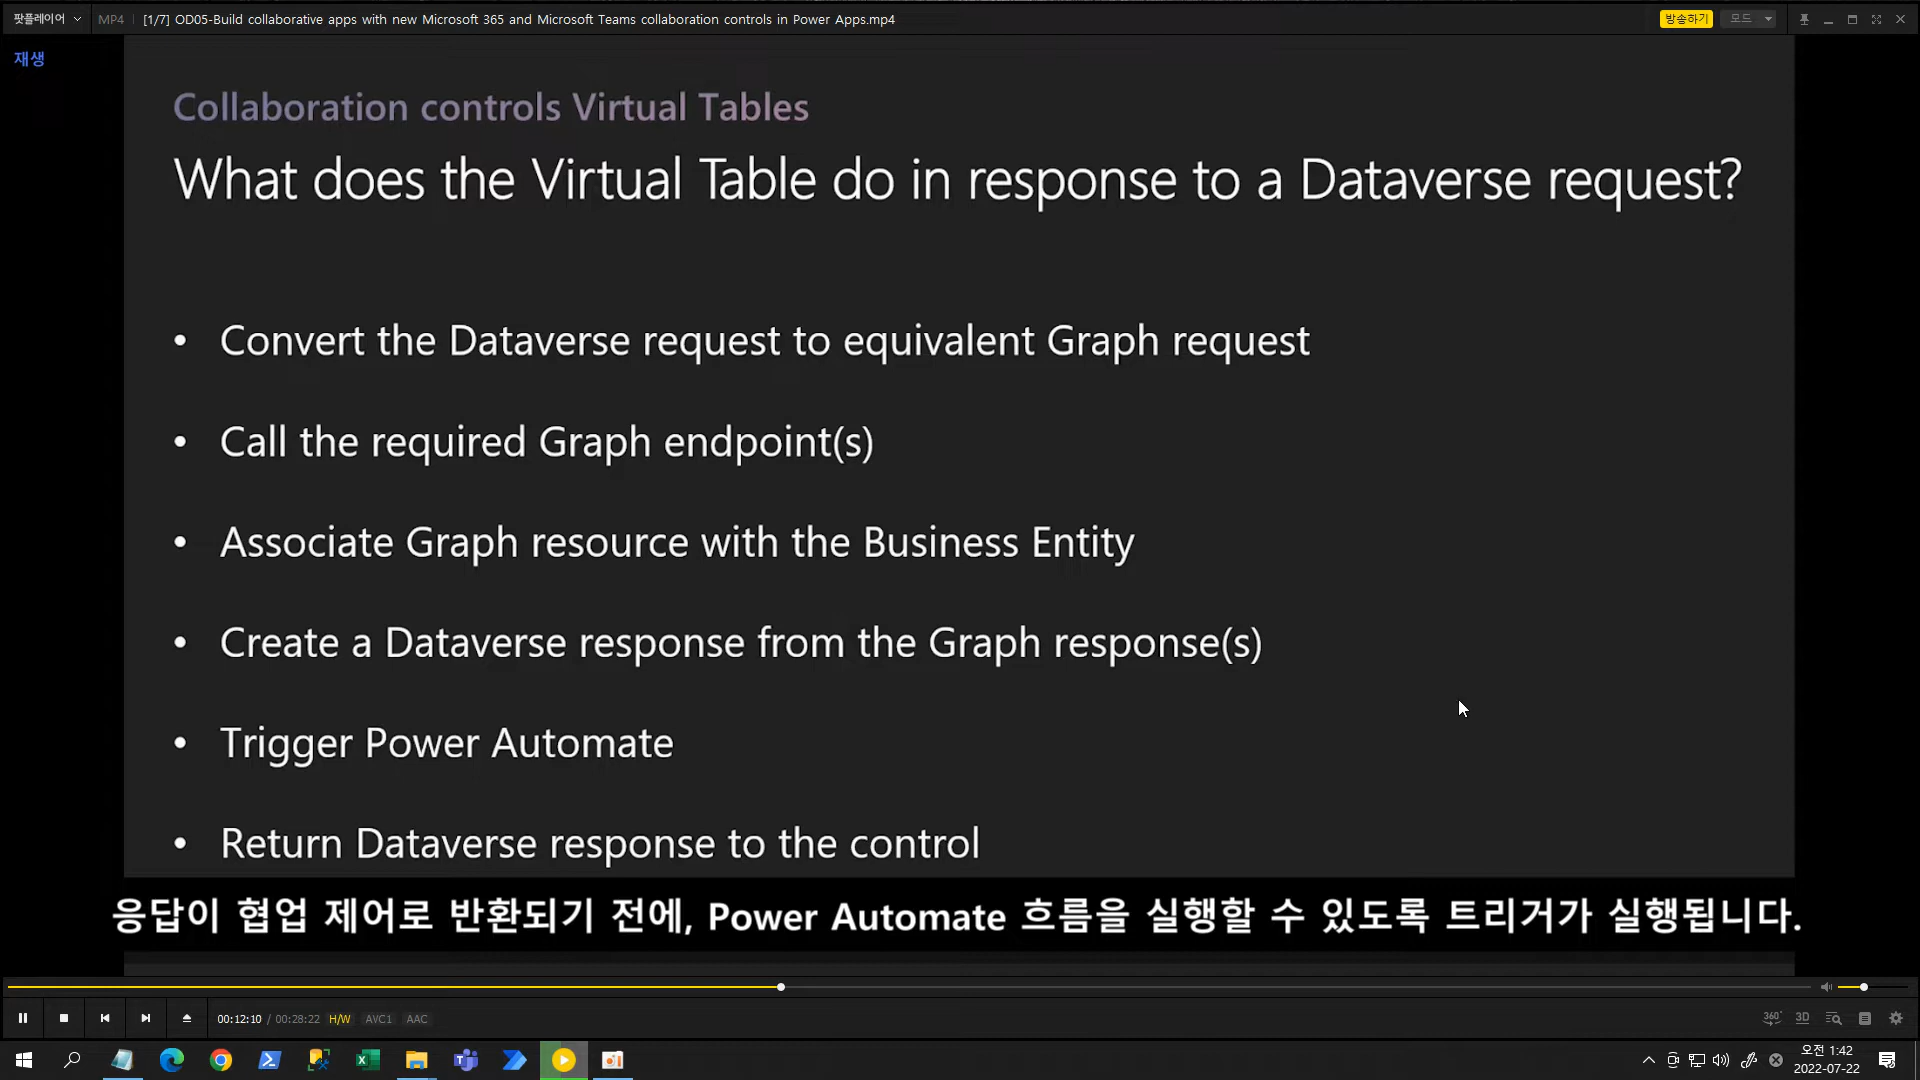 팟플레이어 MP4 [1/7] OD05-Build collaborative apps with new Microsoft 365 and Microsoft Teams collaboration controls in Power Apps.mp4 방송하기 모드
재생
Collaboration controls Virtual Tables
What does the Virtual Table do in response to a Dataverse request?
• Convert the Dataverse request to equivalent Graph request
• Call the required Graph endpoint(s)
• Associate Graph resource with the Business Entity
• Create a Dataverse response from the Graph response(s)
• Trigger Power Automate
• Return Dataverse response to the control
응답이 협업 제어로 반환되기 전에, Power Automate 흐름을 실행할 수 있도록 트리거가 실행됩니다.
00:12:10 / 00:28:22 H/W AVC1 AAC 360° 3D
오전 1:42
2022-07-22